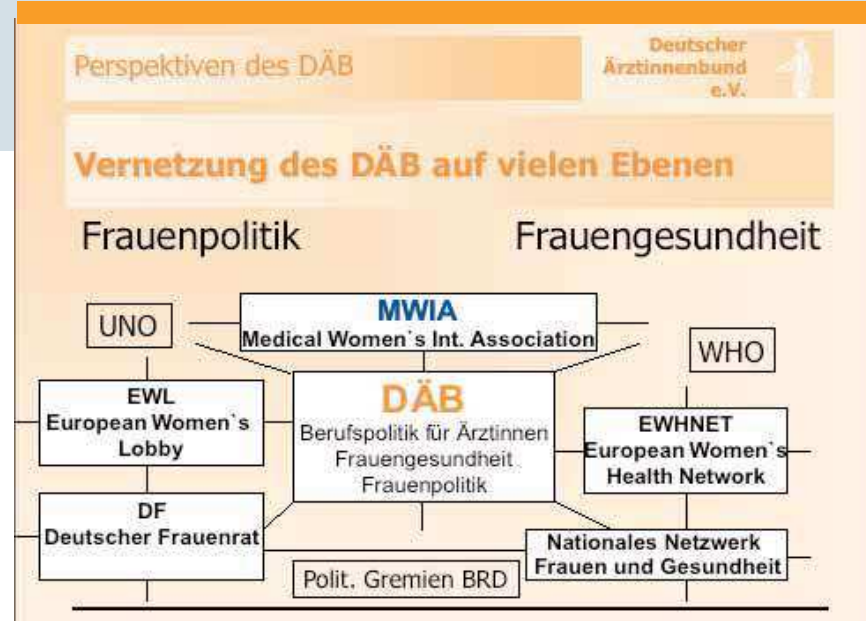 Perspektiven des DÄB
Deutscher
Ärztinnenbund
e.V.
Vernetzung des DÄB auf vielen Ebenen
Frauenpolitik
Frauengesundheit
UNO
MWIA
Medical Women`s Int. Association
WHO
EWL
European Women`s
Lobby
DÄB
Berufspolitik für Ärztinnen
Frauengesundheit
Frauenpolitik
EWHNET
European Women`s
Health Network
DF
Deutscher Frauenrat
Nationales Netzwerk
Frauen und Gesundheit
Polit. Gremien BRD